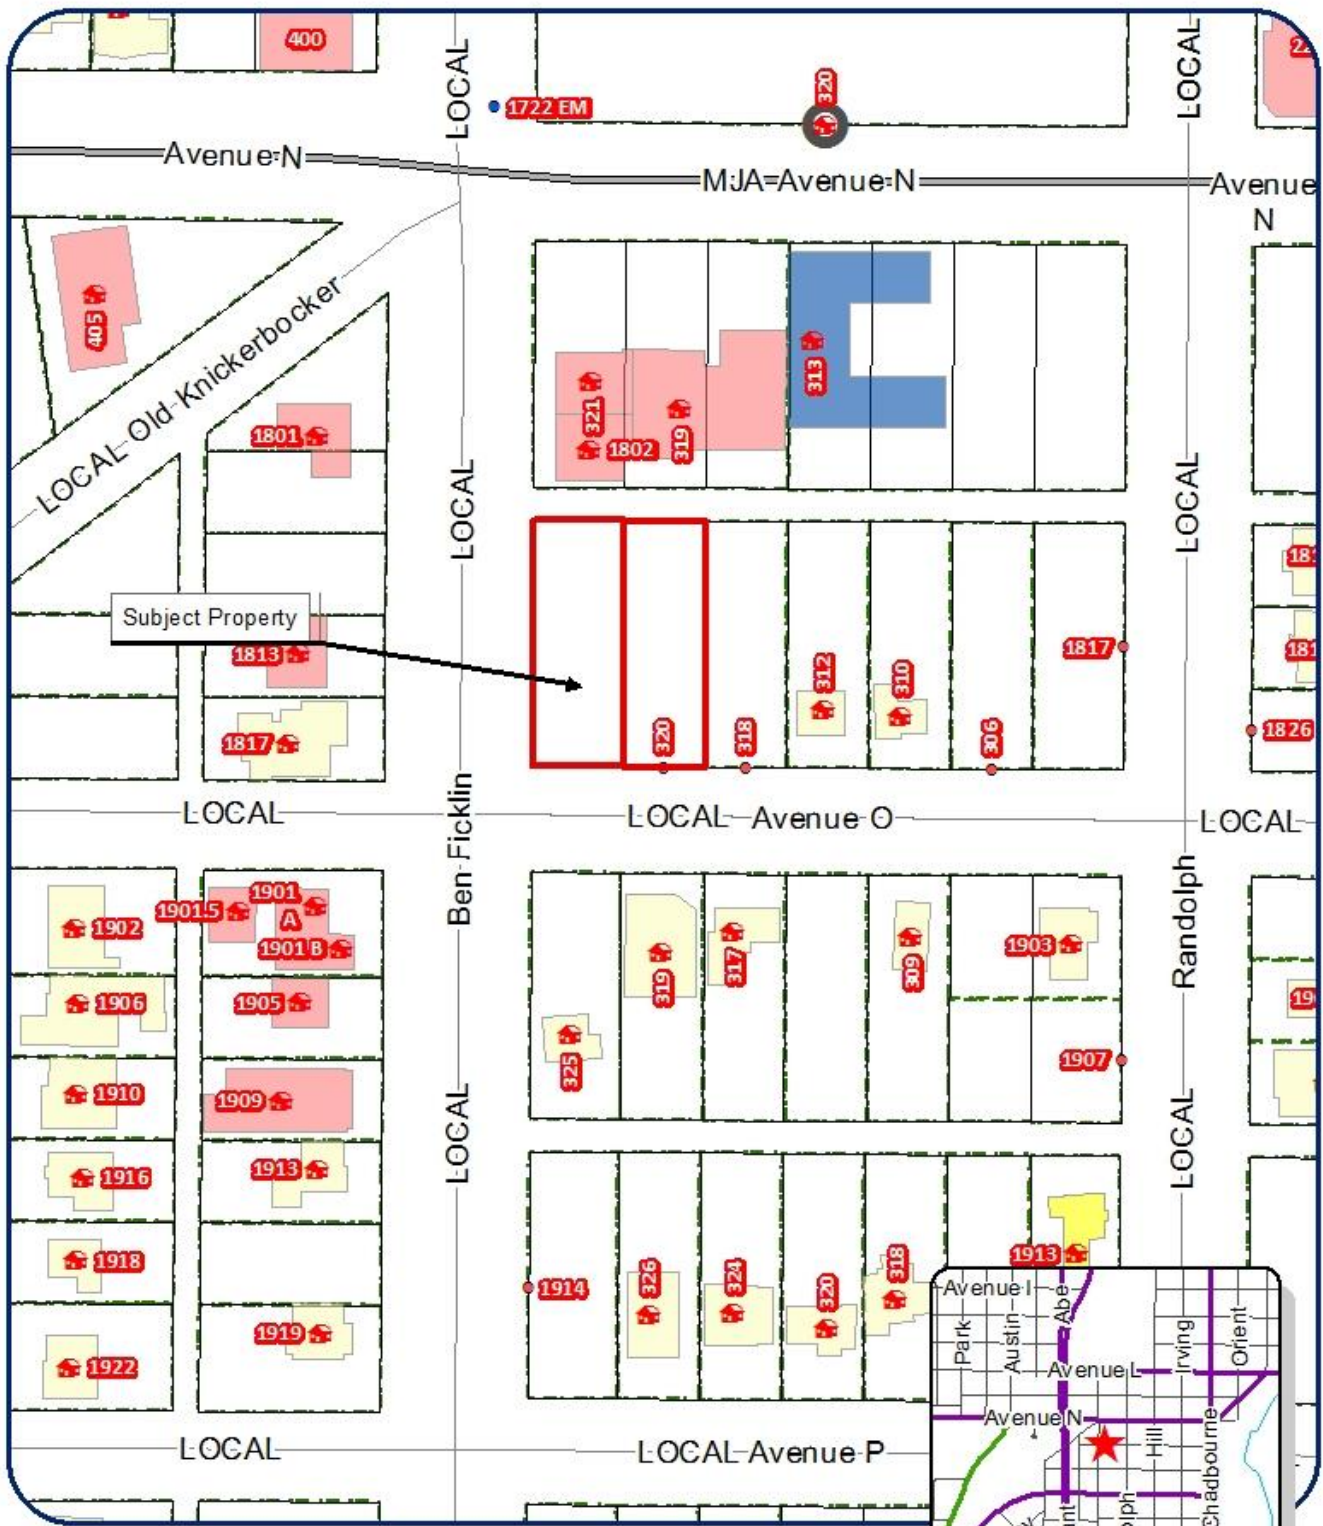 400
LOCAL
LOCAL
22
320
1722 EM
Avenue N
MJA Avenue N
Avenue
N
405
LOCAL Old Knickerbocker
313
321
1802
319
1801
LOCAL
LOCAL
Subject Property
1813
1817
320
318
312
310
306
1817
1826
LOCAL
Ben Ficklin
LOCAL Avenue O
LOCAL
1902
1901.5
1901
A
1901 B
1906
1905
319
317
309
1903
Randolph
325
1907
1910
1909
LOCAL
LOCAL
1916
1913
1918
1914
326
324
320
318
1913
1919
1922
LOCAL
LOCAL Avenue P
Avenue I
Abe
Park
Austin
Irving
Orient
Avenue L
Avenue N
Hill
Chadbourne